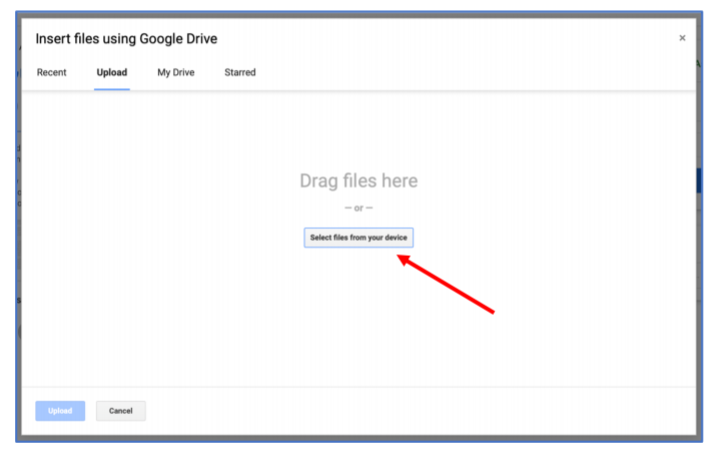 Insert files using Google Drive
×
Recent Upload My Drive Starred
Drag files here
— or —
Select files from your device
Upload Cancel